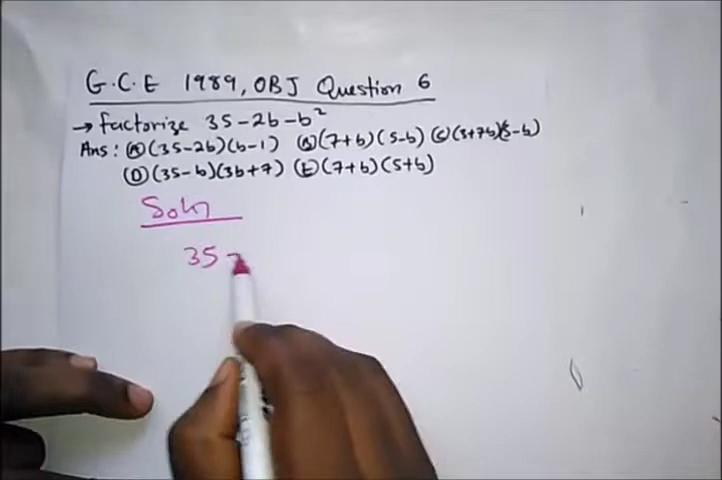 G.C.E 1989, OBJ Question 6
→ factorize 35-2b-b²
Ans: (A)(35-2b)(b-1) (B)(7+b)(5-b) (C)(5+7b)(5-b)
(D)(35-b)(3b+7) (E)(7+b)(5+b)
Soln
35 -